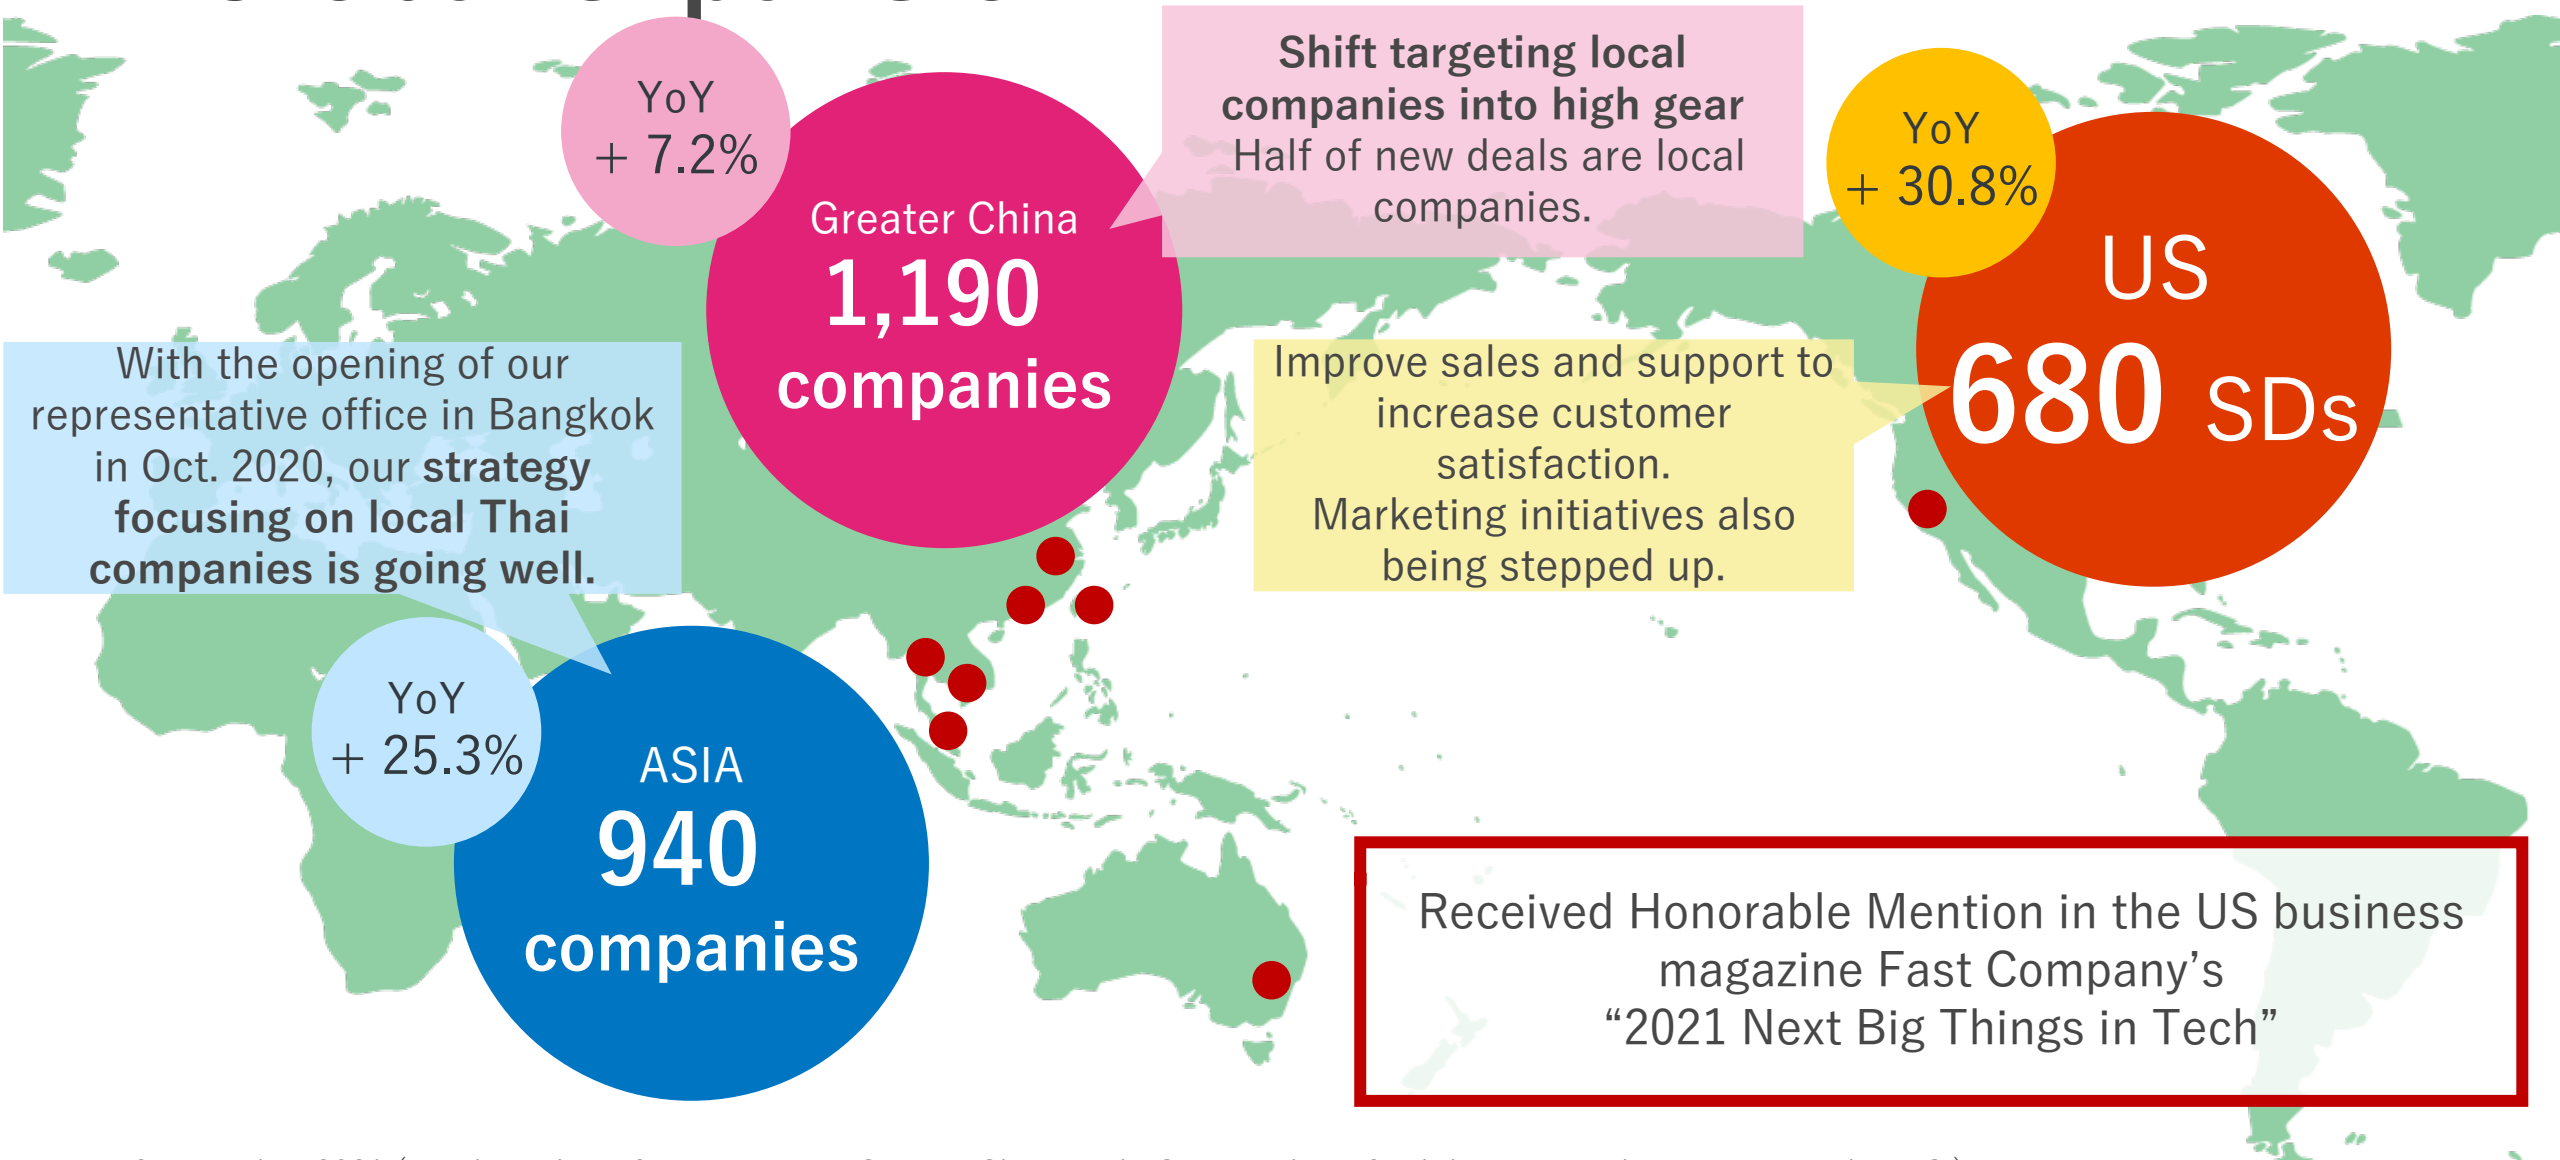 YoY
+ 7.2%
Greater China
1,190
companies
Shift targeting local
companies into high gear
Half of new deals are local
companies.
YoY
+ 30.8%
US
680 SDs
With the opening of our
representative office in Bangkok
in Oct. 2020, our strategy
focusing on local Thai
companies is going well.
Improve sales and support to
increase customer
satisfaction.
Marketing initiatives also
being stepped up.
YoY
+ 25.3%
ASIA
940
companies
Received Honorable Mention in the US business
magazine Fast Company’s
“2021 Next Big Things in Tech”